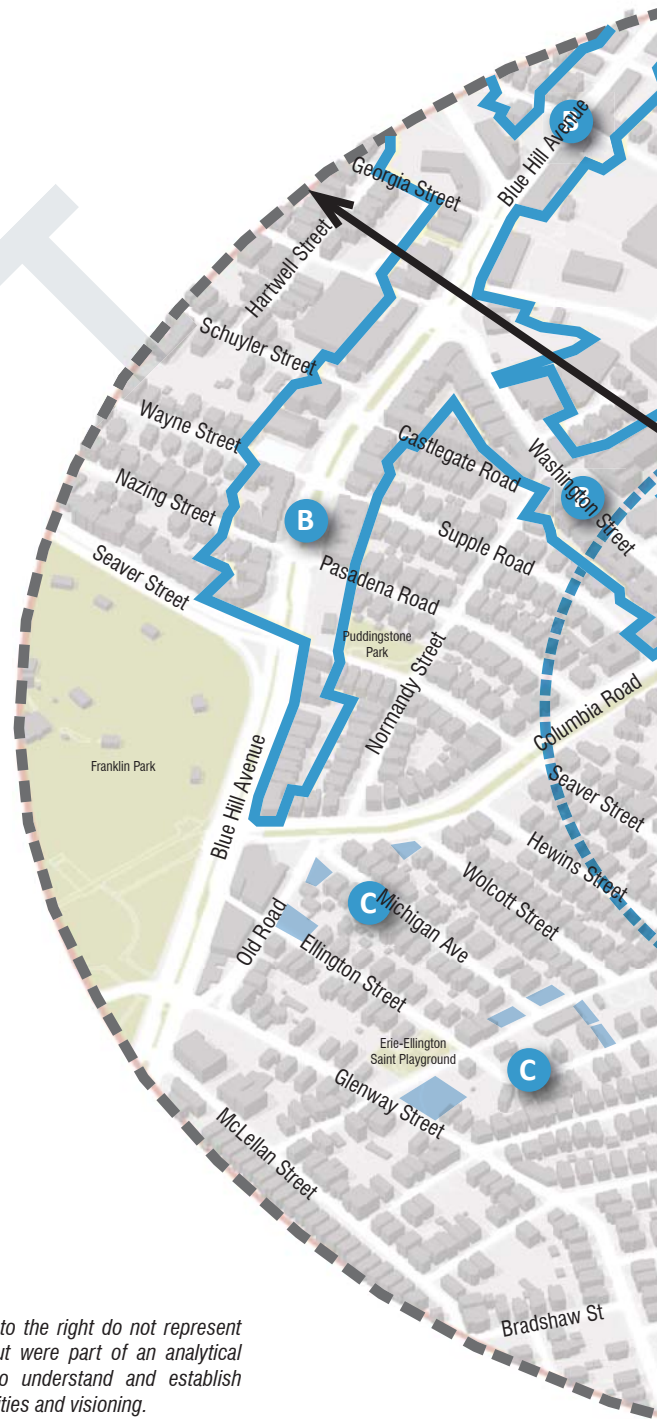 Blue Hill Avenue
B
Georgia Street
Hartwell Street
Schuyler Street
Wayne Street
Castlegate Road
Washington Street
Nazing Street
B
Supple Road
Seaver Street
Pasadena Road
Puddingstone
Park
Normandy Street
Columbia Road
Franklin Park
Blue Hill Avenue
Seaver Street
Hewins Street
Wolcott Street
C
Michigan Ave
Old Road
Ellington Street
Erie-Ellington
Saint Playground
C
Glenway Street
McLellan Street
Bradshaw St
to the right do not represent
ut were part of an analytical
o understand and establish
ities and visioning.